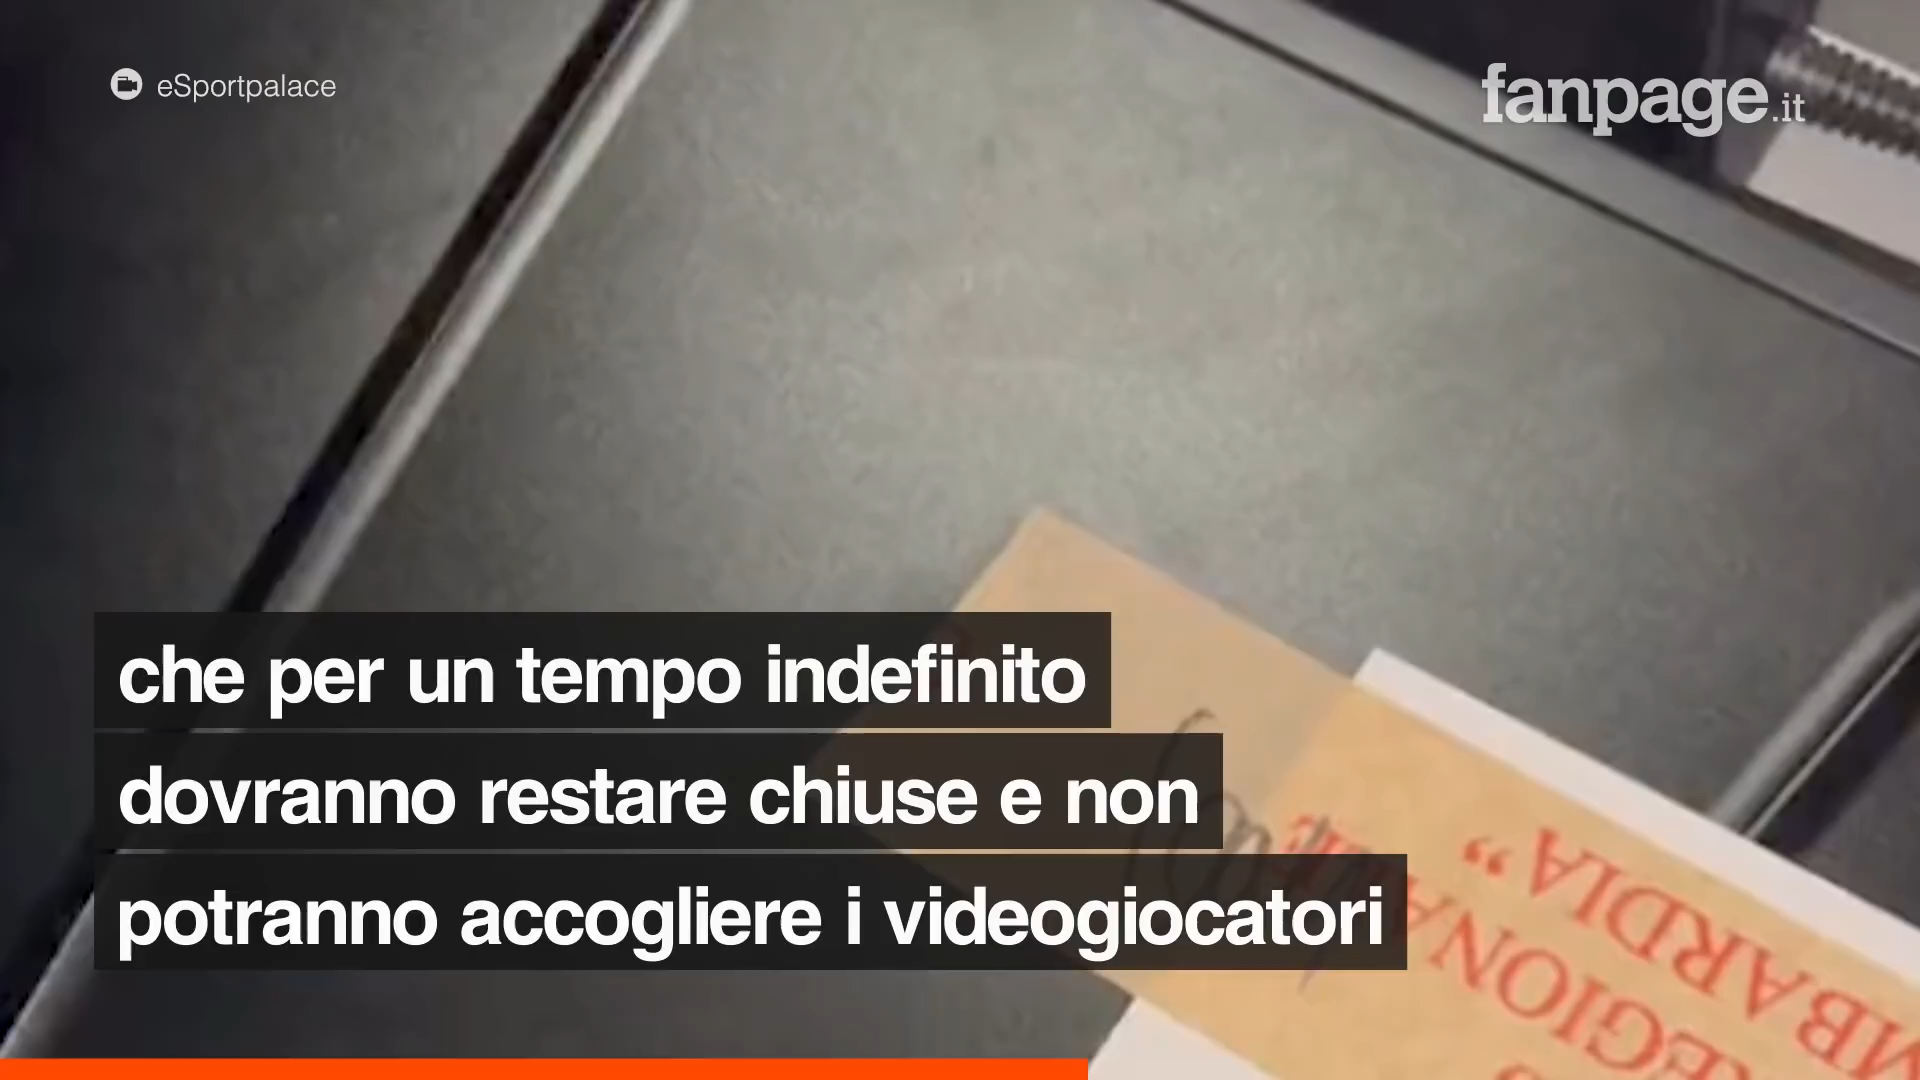 eSportpalace
fanpage.it
che per un tempo indefinito
dovranno restare chiuse e non
potranno accogliere i videogiocatori